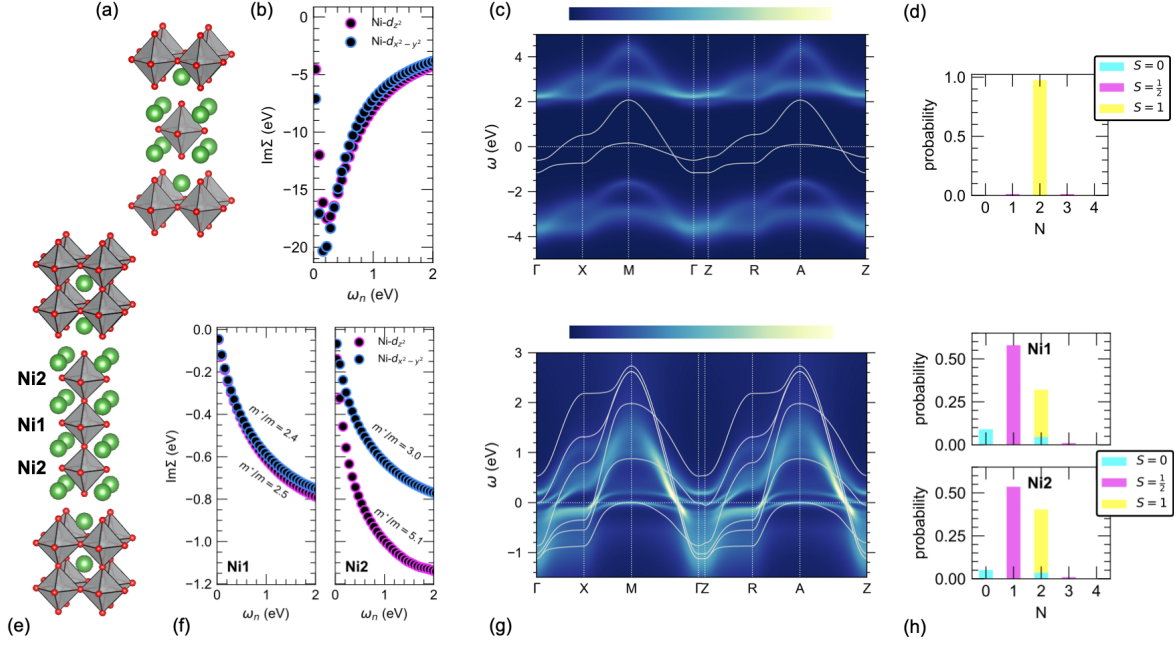 (a)
(b)
Ni-d_{z^2}
Ni-d_{x^2−y^2}
0
−5
−10
−15
−20
ImΣ (eV)
0 1 2
ω_n (eV)
(c)
4
2
0
−2
−4
ω (eV)
Γ X M Γ Z R A Z
(d)
S = 0
S = 1/2
S = 1
1.0
0.5
0.0
probability
0 1 2 3 4
N
(e)
Ni2
Ni1
Ni2
(f)
0.0
−0.2
−0.4
−0.6
−0.8
−1.0
−1.2
ImΣ (eV)
m*/m = 2.4
m*/m = 2.5
Ni1
0 1 2
ω_n (eV)
Ni-d_{z^2}
Ni-d_{x^2−y^2}
m*/m = 3.0
m*/m = 5.1
Ni2
0 1 2
ω_n (eV)
(g)
3
2
1
0
−1
ω (eV)
Γ X M Γ Z R A Z
(h)
Ni1
0.50
0.25
0.00
probability
S = 0
S = 1/2
S = 1
Ni2
0.50
0.25
0.00
probability
0 1 2 3 4
N